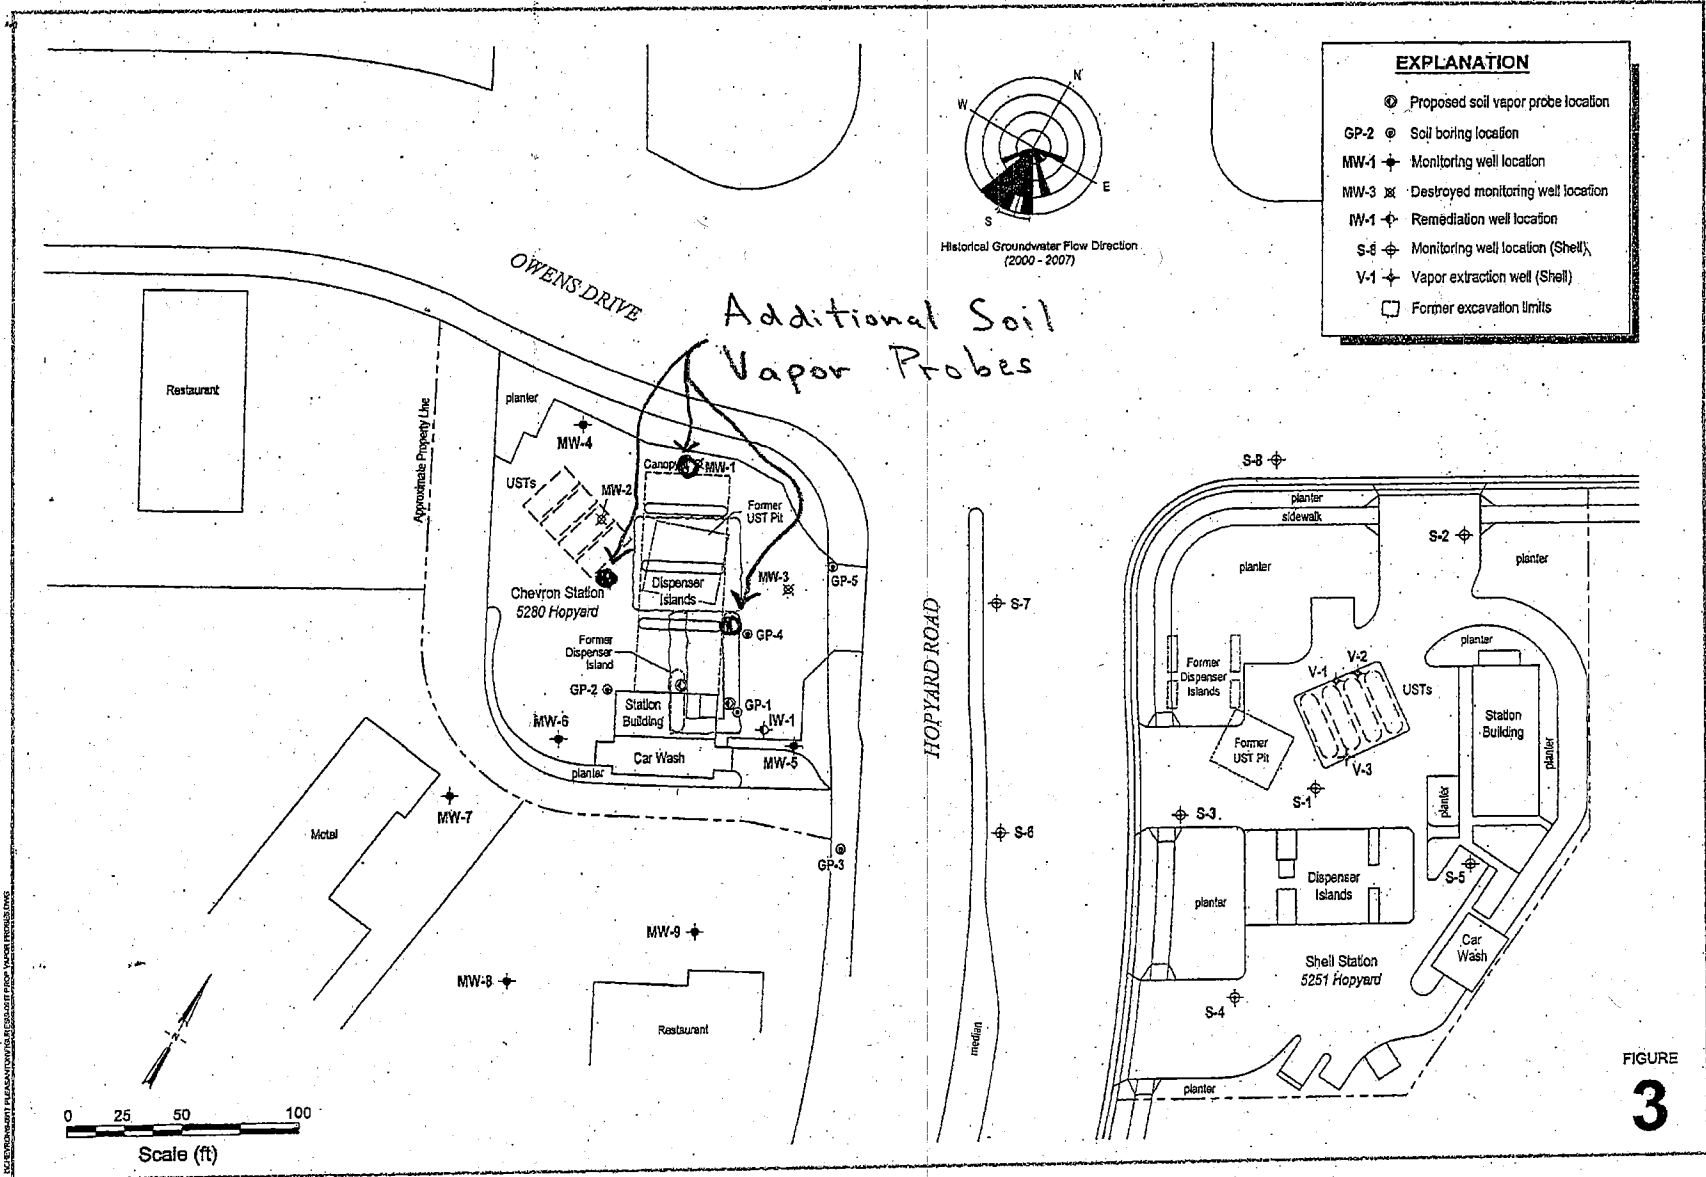 EXPLANATION
Proposed soil vapor probe location
GP-2 Soil boring location
MW-1 Monitoring well location
MW-3 Destroyed monitoring well location
IW-1 Remediation well location
S-8 Monitoring well location (Shell)
V-1 Vapor extraction well (Shell)
Former excavation limits
N
W
E
S
Historical Groundwater Flow Direction
(2000 - 2007)
OWENS DRIVE
Additional Soil
Vapor Probes
Restaurant
Approximate Property Line
planter
MW-4
Canopy
MW-1
USTs
MW-2
Former
UST Pit
Chevron Station
5280 Hopyard
Dispenser
Islands
MW-3
GP-5
GP-4
Former
Dispenser
Island
GP-2
Station
Building
GP-1
IW-1
MW-6
Car Wash
MW-5
planter
MW-7
Motel
GP-3
MW-9
MW-8
Restaurant
HOPYARD ROAD
median
S-7
S-6
S-8
planter
sidewalk
S-2
planter
planter
planter
Former
Dispenser
Islands
V-1
V-2
USTs
Station
Building
Former
UST Pit
V-3
planter
S-1
planter
S-3
planter
Dispenser
Islands
S-5
Car
Wash
Shell Station
5251 Hopyard
S-4
planter
N
0 25 50 100
Scale (ft)
FIGURE
3